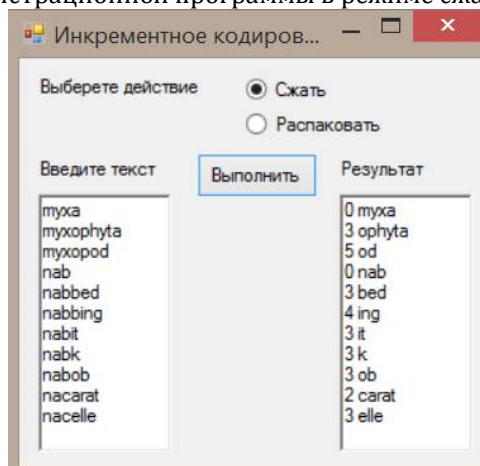 нстрационной программы в режиме сжа
Инкрементное кодиров...
Выберете действие
Сжать
Распаковать
Введите текст
Выполнить
Результат
myxa
myxophyta
myxopod
nab
nabbed
nabbing
nabit
nabk
nabob
nacarat
nacelle
0 myxa
3 ophyta
5 od
0 nab
3 bed
4 ing
3 it
3 k
3 ob
2 carat
3 elle